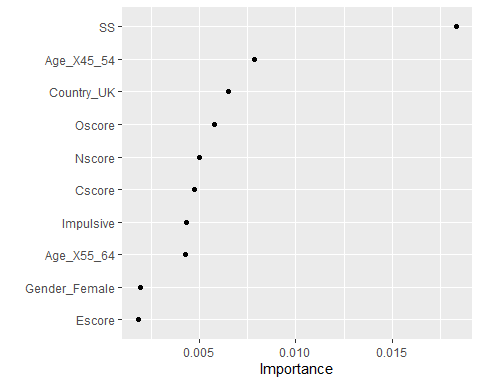 SS
Age_X45_54
Country_UK
Oscore
Nscore
Cscore
Impulsive
Age_X55_64
Gender_Female
Escore
0.005 0.010 0.015
Importance